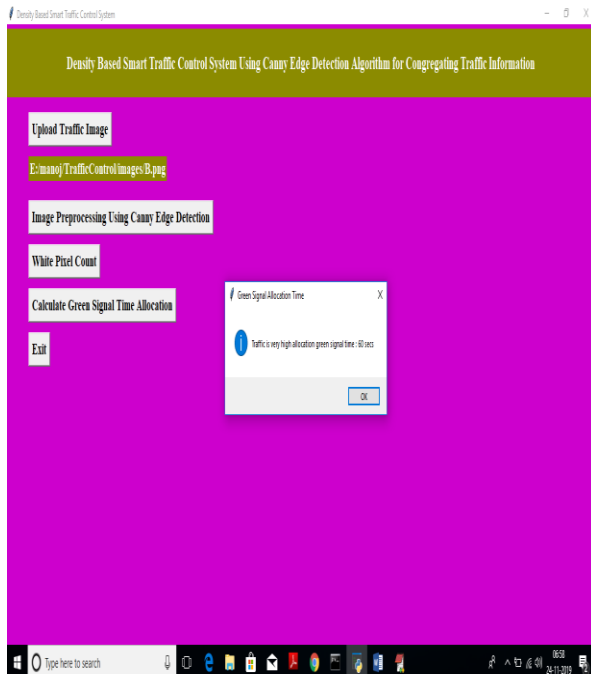 Density Based Smart Traffic Control System
Density Based Smart Traffic Control System Using Canny Edge Detection Algorithm for Congregating Traffic Information
Upload Traffic Image
E:/manoj/TrafficControl/images/B.png
Image Preprocessing Using Canny Edge Detection
White Pixel Count
Calculate Green Signal Time Allocation
Exit
Green Signal Allocation Time
Traffic is very high allocation green signal time : 60 secs
OK
Type here to search
06:50
24-11-2019